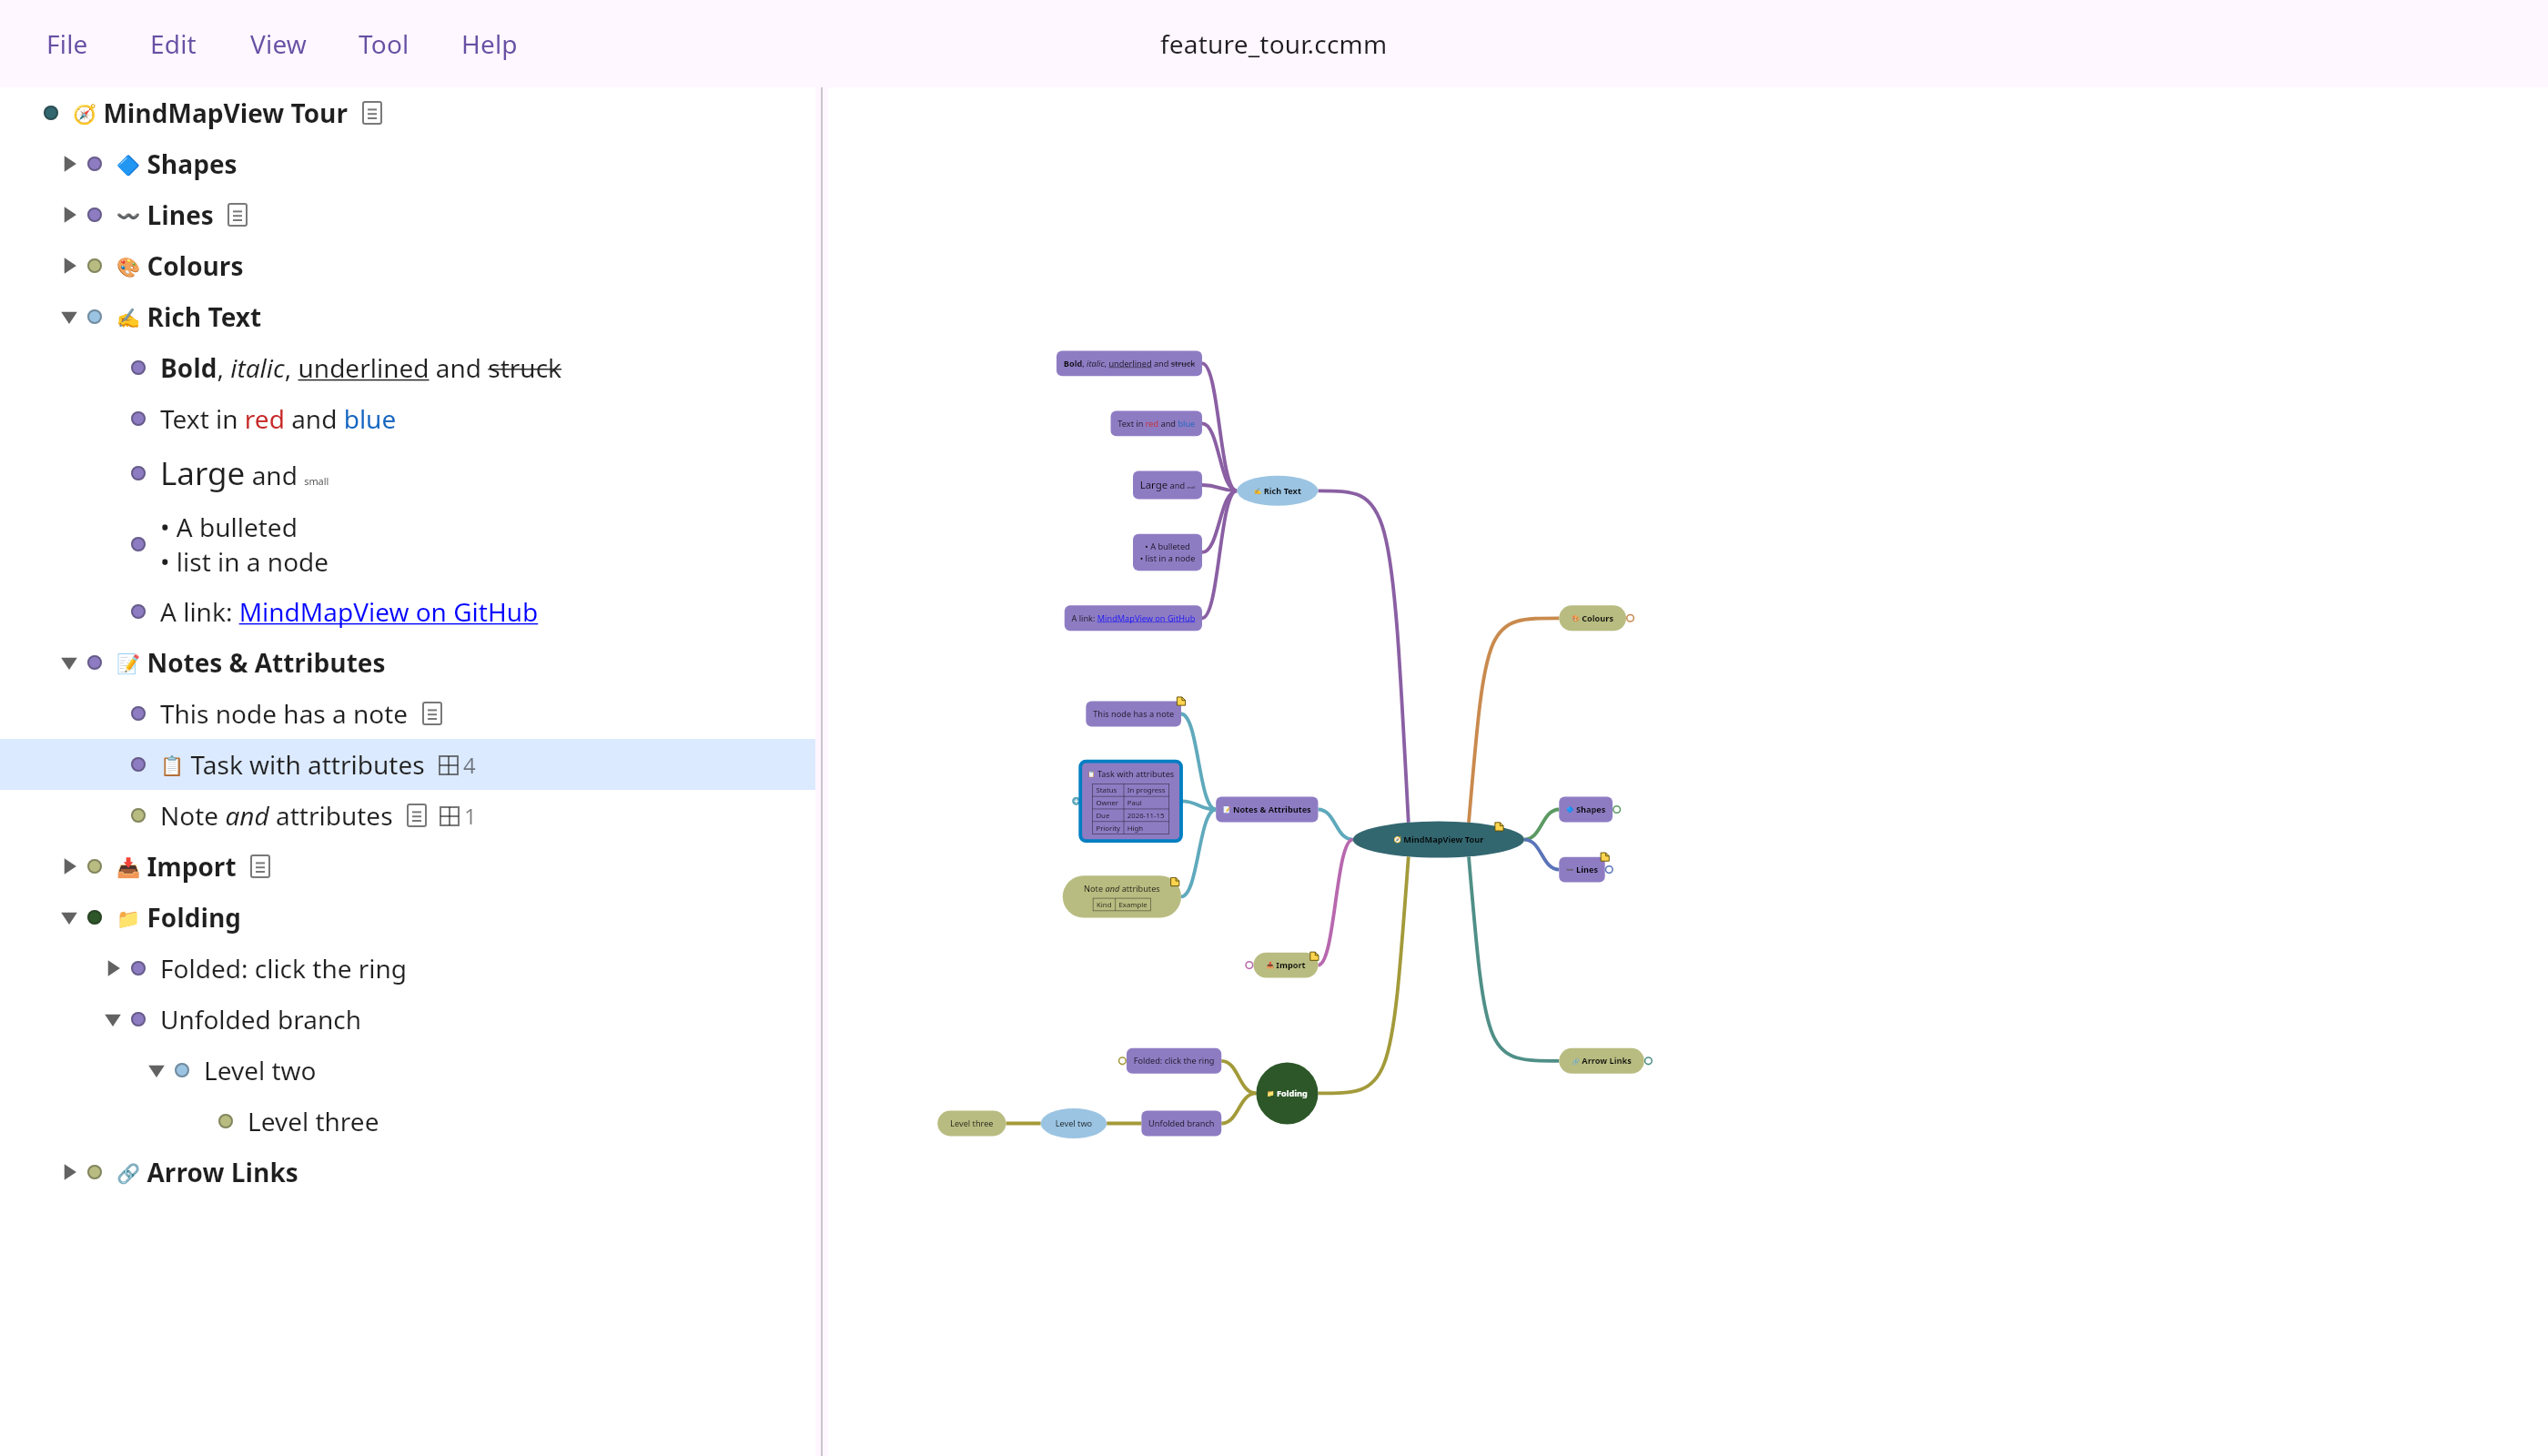 File Edit View Tool Help
feature_tour.ccmm
MindMapView Tour
Shapes
Lines
Colours
Rich Text
Bold, italic, underlined and struck
Text in red and blue
Large and small
• A bulleted
• list in a node
A link: MindMapView on GitHub
Notes & Attributes
This node has a note
Task with attributes 4
Note and attributes 1
Import
Folding
Folded: click the ring
Unfolded branch
Level two
Level three
Arrow Links
Bold, italic, underlined and struck
Text in red and blue
Large and small
• A bulleted
• list in a node
A link: MindMapView on GitHub
Rich Text
Colours
This node has a note
Task with attributes
Status In progress
Owner Paul
Due 2026-11-15
Priority High
Note and attributes
Kind Example
Notes & Attributes
MindMapView Tour
Shapes
Lines
Import
Folded: click the ring
Level three
Level two
Unfolded branch
Folding
Arrow Links